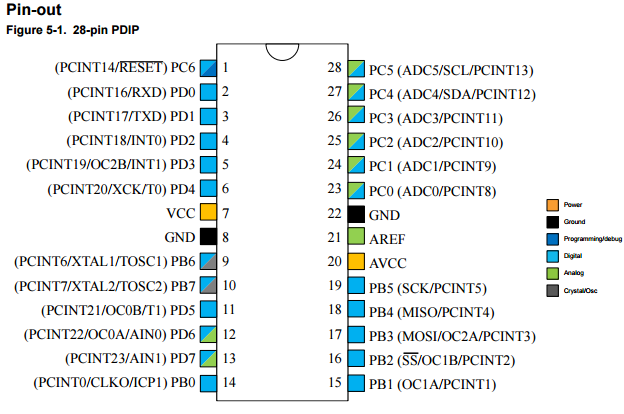 Pin-out
Figure 5-1. 28-pin PDIP
(PCINT14/RESET) PC6 1
(PCINT16/RXD) PD0 2
(PCINT17/TXD) PD1 3
(PCINT18/INT0) PD2 4
(PCINT19/OC2B/INT1) PD3 5
(PCINT20/XCK/T0) PD4 6
VCC 7
GND 8
(PCINT6/XTAL1/TOSC1) PB6 9
(PCINT7/XTAL2/TOSC2) PB7 10
(PCINT21/OC0B/T1) PD5 11
(PCINT22/OC0A/AIN0) PD6 12
(PCINT23/AIN1) PD7 13
(PCINT0/CLKO/ICP1) PB0 14
28 PC5 (ADC5/SCL/PCINT13)
27 PC4 (ADC4/SDA/PCINT12)
26 PC3 (ADC3/PCINT11)
25 PC2 (ADC2/PCINT10)
24 PC1 (ADC1/PCINT9)
23 PC0 (ADC0/PCINT8)
22 GND
21 AREF
20 AVCC
19 PB5 (SCK/PCINT5)
18 PB4 (MISO/PCINT4)
17 PB3 (MOSI/OC2A/PCINT3)
16 PB2 (SS/OC1B/PCINT2)
15 PB1 (OC1A/PCINT1)
Power
Ground
Programming/debug
Digital
Analog
Crystal/Osc